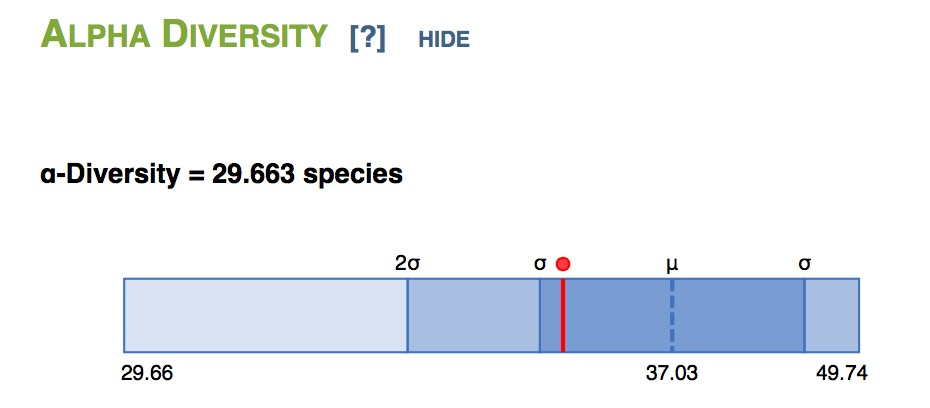 ALPHA DIVERSITY [?] HIDE
α-Diversity = 29.663 species
2σ σ μ σ
29.66 37.03 49.74